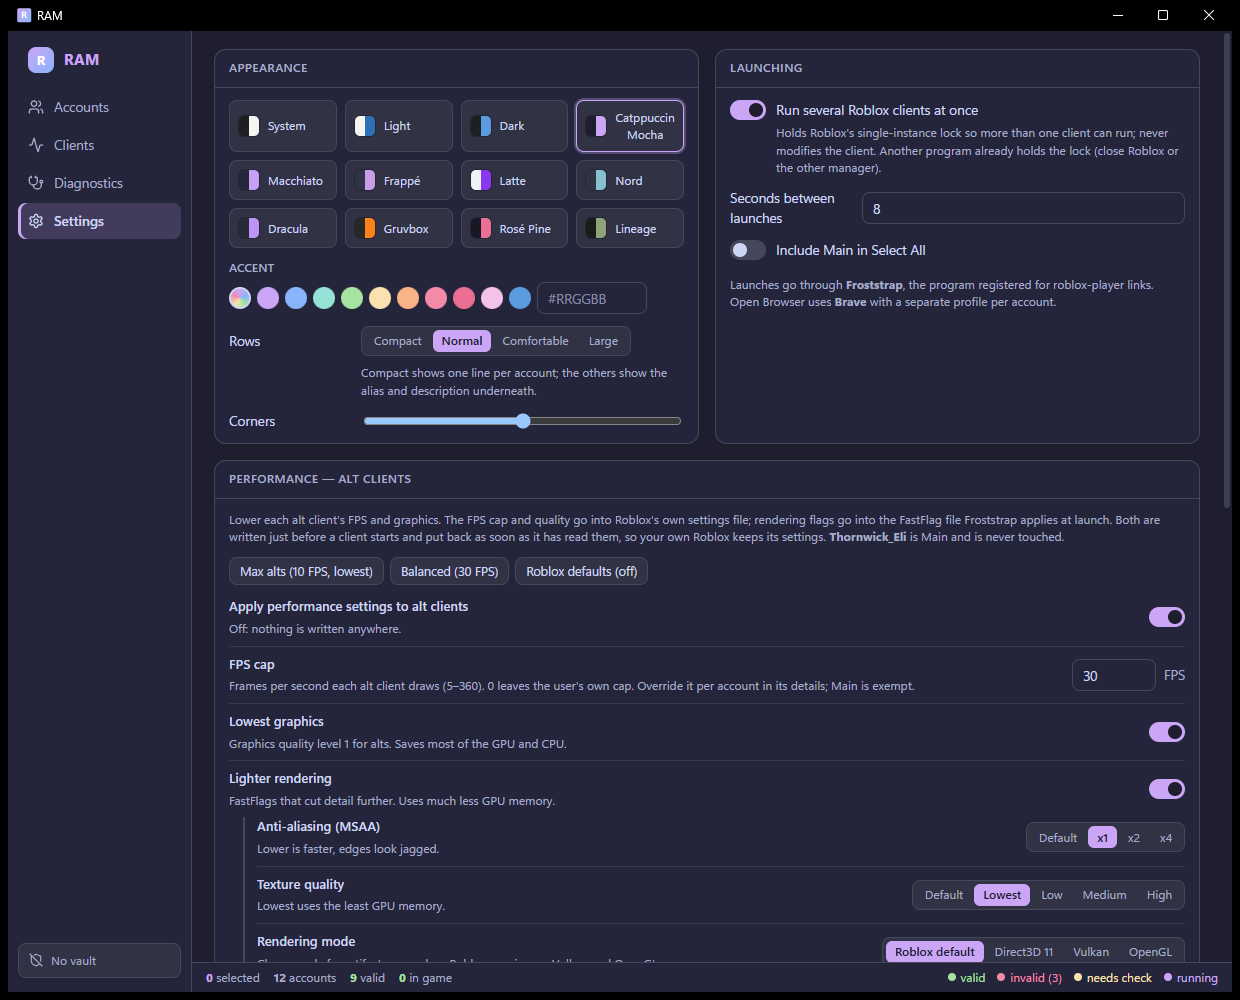 R RAM
R RAM
Accounts
Clients
Diagnostics
Settings
No vault
APPEARANCE
System
Light
Dark
Catppuccin
Mocha
Macchiato
Frappé
Latte
Nord
Dracula
Gruvbox
Rosé Pine
Lineage
ACCENT
#RRGGBB
Rows
Compact Normal Comfortable Large
Compact shows one line per account; the others show the
alias and description underneath.
Corners
LAUNCHING
Run several Roblox clients at once
Holds Roblox's single-instance lock so more than one client can run; never
modifies the client. Another program already holds the lock (close Roblox or
the other manager).
Seconds between
launches
8
Include Main in Select All
Launches go through Froststrap, the program registered for roblox-player links.
Open Browser uses Brave with a separate profile per account.
PERFORMANCE — ALT CLIENTS
Lower each alt client's FPS and graphics. The FPS cap and quality go into Roblox's own settings file; rendering flags go into the FastFlag file Froststrap applies at launch. Both are
written just before a client starts and put back as soon as it has read them, so your own Roblox keeps its settings. Thornwick_Eli is Main and is never touched.
Max alts (10 FPS, lowest) Balanced (30 FPS) Roblox defaults (off)
Apply performance settings to alt clients
Off: nothing is written anywhere.
FPS cap
Frames per second each alt client draws (5–360). 0 leaves the user's own cap. Override it per account in its details; Main is exempt.
30 FPS
Lowest graphics
Graphics quality level 1 for alts. Saves most of the GPU and CPU.
Lighter rendering
FastFlags that cut detail further. Uses much less GPU memory.
Anti-aliasing (MSAA)
Lower is faster, edges look jagged.
Default x1 x2 x4
Texture quality
Lowest uses the least GPU memory.
Default Lowest Low Medium High
Rendering mode
Roblox default Direct3D 11 Vulkan OpenGL
0 selected 12 accounts 9 valid 0 in game
valid invalid (3) needs check running